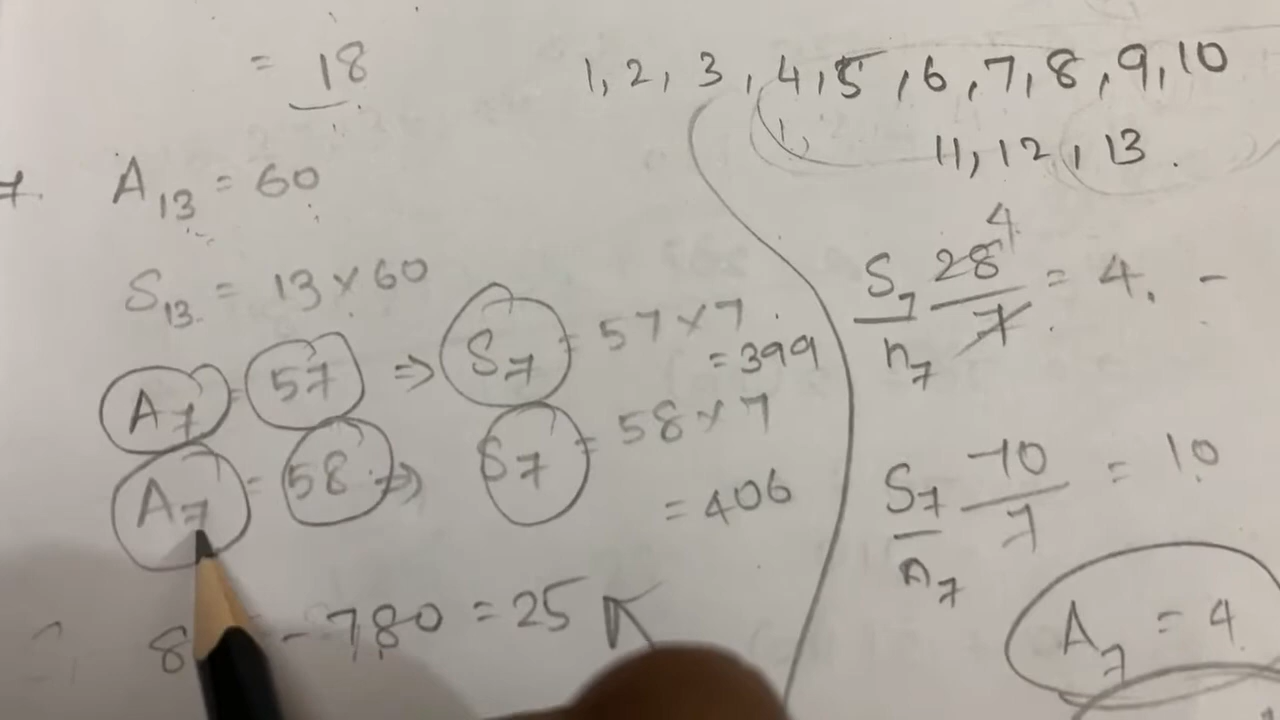 = 18
7. A13 = 60
S13 = 13 × 60
A7 = 57 ⇒ S7 = 57 × 7
= 399
A7 = 58 ⇒ S7 = 58 × 7
= 406
8 - 780 = 25
1, 2, 3, 4, 5, 6, 7, 8, 9, 10
11, 12, 13.
4
S7 28 = 4. -
n7 7
S7 70 = 10
n7 7
A7 = 4